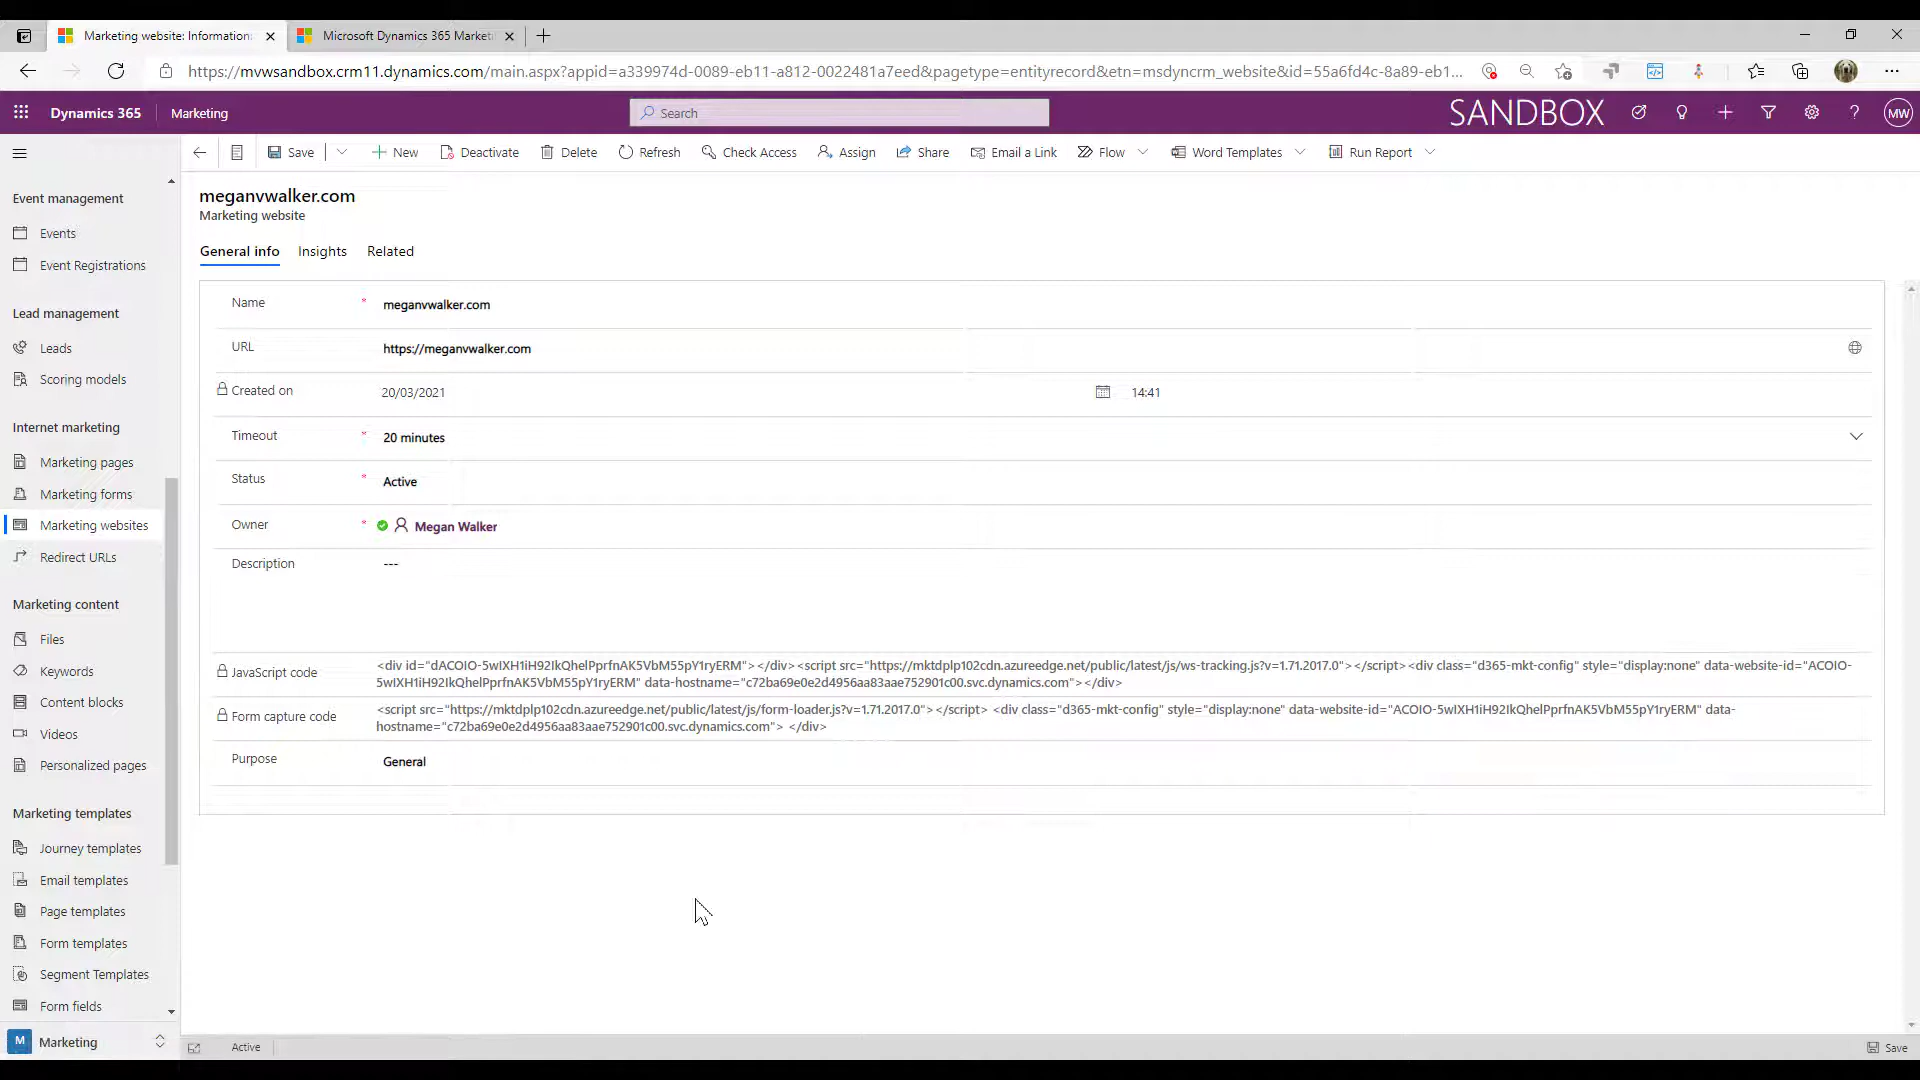 Marketing website: Information:
Microsoft Dynamics 365 Marketi
https://mvwsandbox.crm11.dynamics.com/main.aspx?appid=a339974d-0089-eb11-a812-0022481a7eed&pagetype=entityrecord&etn=msdyncrm_website&id=55a6fd4c-8a89-eb1...
Dynamics 365
Marketing
Search
SANDBOX
MW
Save
New
Deactivate
Delete
Refresh
Check Access
Assign
Share
Email a Link
Flow
Word Templates
Run Report
Event management
Events
Event Registrations
Lead management
Leads
Scoring models
Internet marketing
Marketing pages
Marketing forms
Marketing websites
Redirect URLs
Marketing content
Files
Keywords
Content blocks
Videos
Personalized pages
Marketing templates
Journey templates
Email templates
Page templates
Form templates
Segment Templates
Form fields
M Marketing
meganvwalker.com
Marketing website
General info
Insights
Related
Name * meganvwalker.com
URL https://meganvwalker.com
Created on 20/03/2021 14:41
Timeout * 20 minutes
Status * Active
Owner * Megan Walker
Description ---
JavaScript code
<div id="dACOIO-5wIXH1iH92IkQhelPprfnAK5VbM55pY1ryERM"></div><script src="https://mktdplp102cdn.azureedge.net/public/latest/js/ws-tracking.js?v=1.71.2017.0"></script><div class="d365-mkt-config" style="display:none" data-website-id="ACOIO-
5wIXH1iH92IkQhelPprfnAK5VbM55pY1ryERM" data-hostname="c72ba69e0e2d4956aa83aae752901c00.svc.dynamics.com"></div>
Form capture code
<script src="https://mktdplp102cdn.azureedge.net/public/latest/js/form-loader.js?v=1.71.2017.0"></script> <div class="d365-mkt-config" style="display:none" data-website-id="ACOIO-5wIXH1iH92IkQhelPprfnAK5VbM55pY1ryERM" data-
hostname="c72ba69e0e2d4956aa83aae752901c00.svc.dynamics.com"> </div>
Purpose General
Active
Save